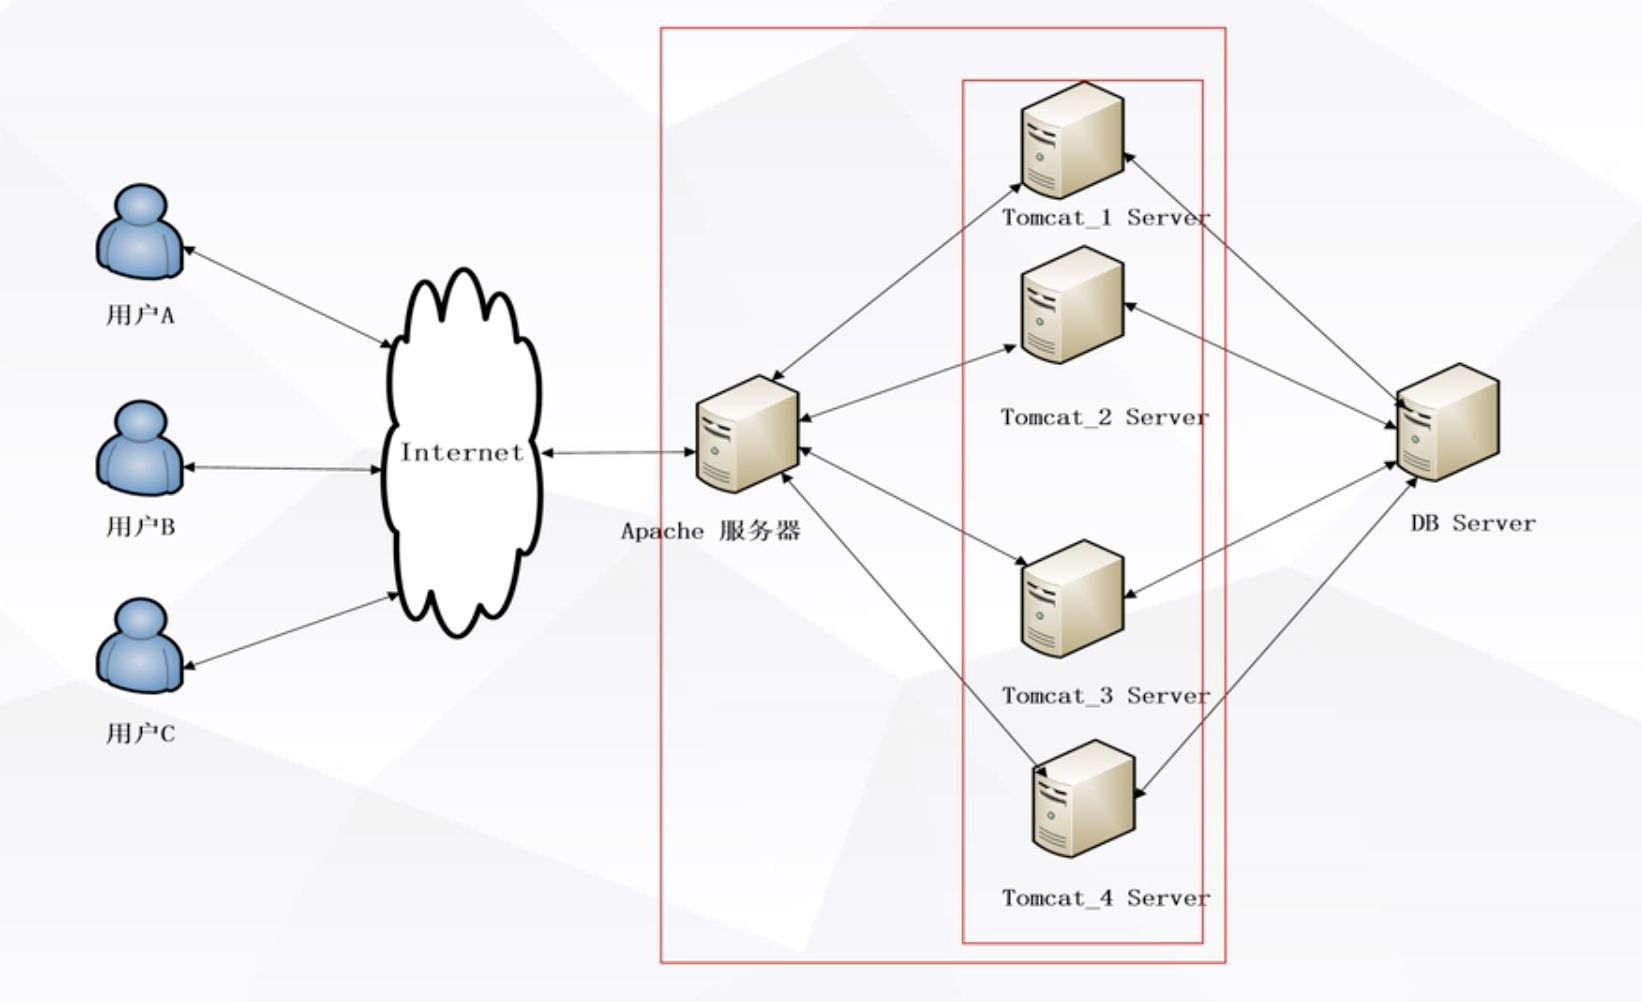 用户A
用户B
用户C
Internet
Apache 服务器
Tomcat_1 Server
Tomcat_2 Server
Tomcat_3 Server
Tomcat_4 Server
DB Server